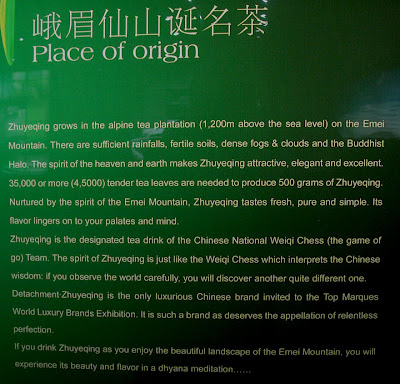 峨眉仙山诞名茶
Place of origin
Zhuyeqing grows in the alpine tea plantation (1,200m above the sea level) on the Emei
Mountain. There are sufficient rainfalls, fertile soils, dense fogs & clouds and the Buddhist
Halo. The spirit of the heaven and earth makes Zhuyeqing attractive, elegant and excellent.
35,000 or more (4,5000) tender tea leaves are needed to produce 500 grams of Zhuyeqing.
Nurtured by the spirit of the Emei Mountain, Zhuyeqing tastes fresh, pure and simple. Its
flavor lingers on to your palates and mind.
Zhuyeqing is the designated tea drink of the Chinese National Weiqi Chess (the game of
go) Team. The spirit of Zhuyeqing is just like the Weiqi Chess which interprets the Chinese
wisdom: if you observe the world carefully, you will discover another quite different one.
Detachment·Zhuyeqing is the only luxurious Chinese brand invited to the Top Marques
World Luxury Brands Exhibition. It is such a brand as deserves the appellation of relentless
perfection.
If you drink Zhuyeqing as you enjoy the beautiful landscape of the Emei Mountain, you will
experience its beauty and flavor in a dhyana meditation……